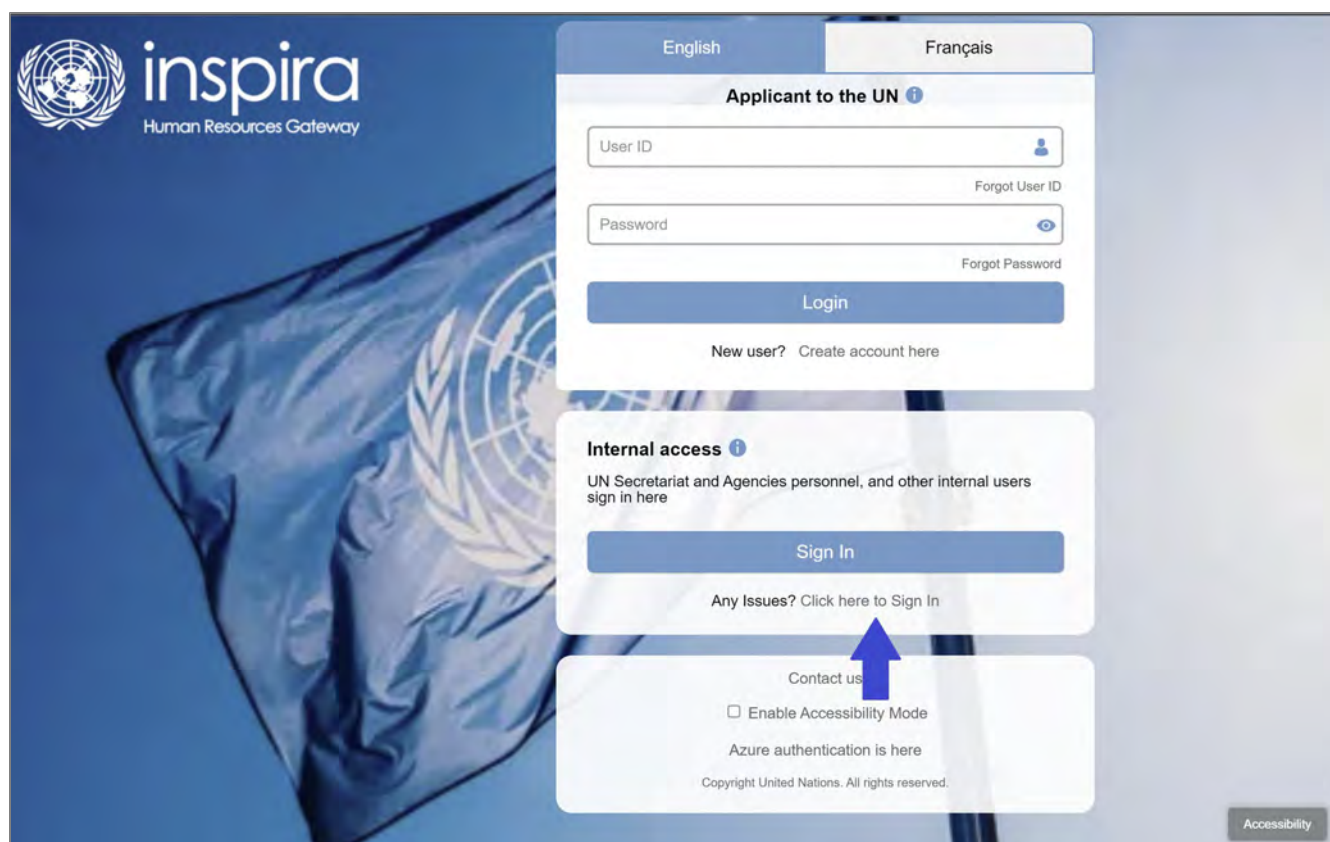 inspira
Human Resources Gateway
English
Français
Applicant to the UN
User ID
Forgot User ID
Password
Forgot Password
Login
New user? Create account here
Internal access
UN Secretariat and Agencies personnel, and other internal users
sign in here
Sign In
Any Issues? Click here to Sign In
Contact us
Enable Accessibility Mode
Azure authentication is here
Copyright United Nations. All rights reserved.
Accessibility